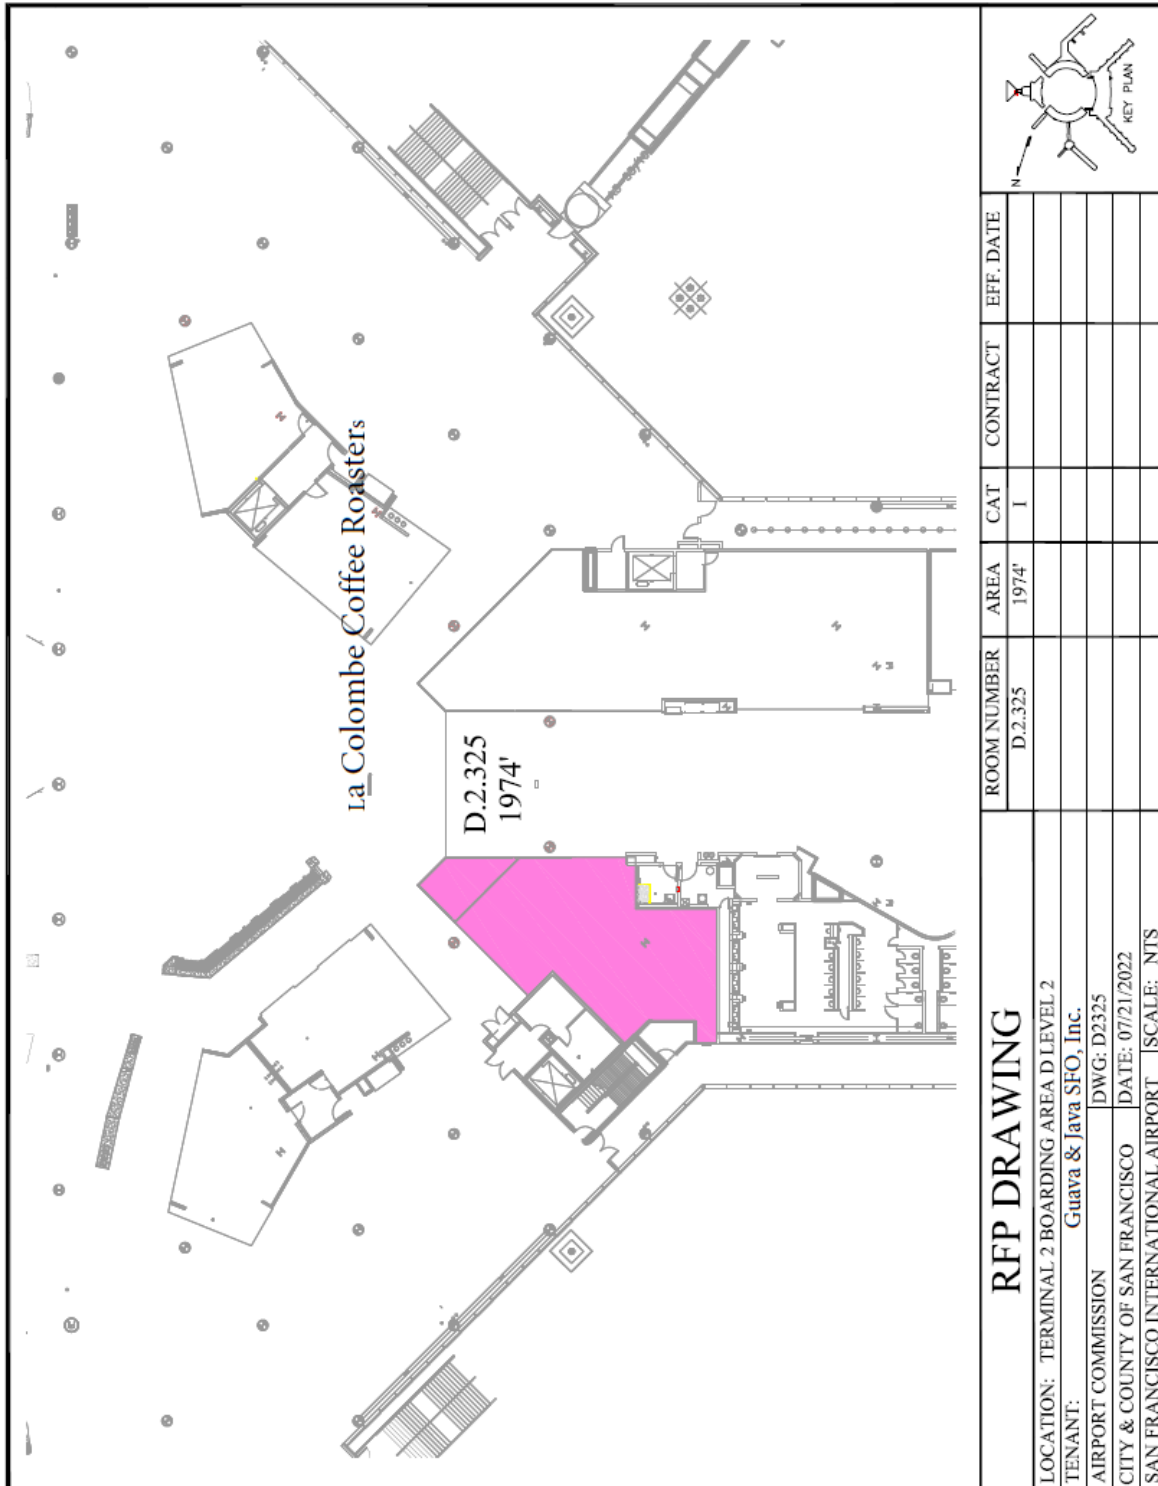 La Colombe Coffee Roasters
D.2.325
1974'
N
KEY PLAN
ROOM NUMBER AREA CAT CONTRACT EFF. DATE
D.2.325 1974' I
RFP DRAWING
LOCATION: TERMINAL 2 BOARDING AREA D LEVEL 2
TENANT: Guava & Java SFO, Inc.
AIRPORT COMMISSION DWG: D2325
CITY & COUNTY OF SAN FRANCISCO DATE: 07/21/2022
SAN FRANCISCO INTERNATIONAL AIRPORT SCALE: NTS